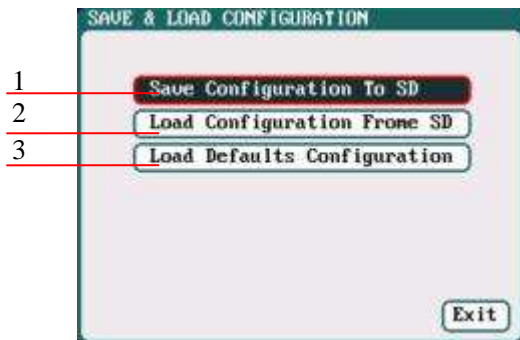 SAVE & LOAD CONFIGURATION
1 Save Configuration To SD
2 Load Configuration Frome SD
3 Load Defaults Configuration
Exit